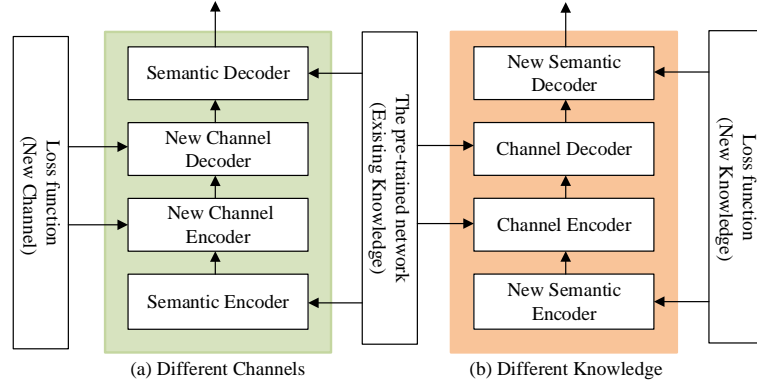 Loss function
(New Channel)
Semantic Decoder
New Channel
Decoder
New Channel
Encoder
Semantic Encoder
(a) Different Channels
The pre-trained network
(Existing Knowledge)
New Semantic
Decoder
Channel Decoder
Channel Encoder
New Semantic
Encoder
(b) Different Knowledge
Loss function
(New Knowledge)